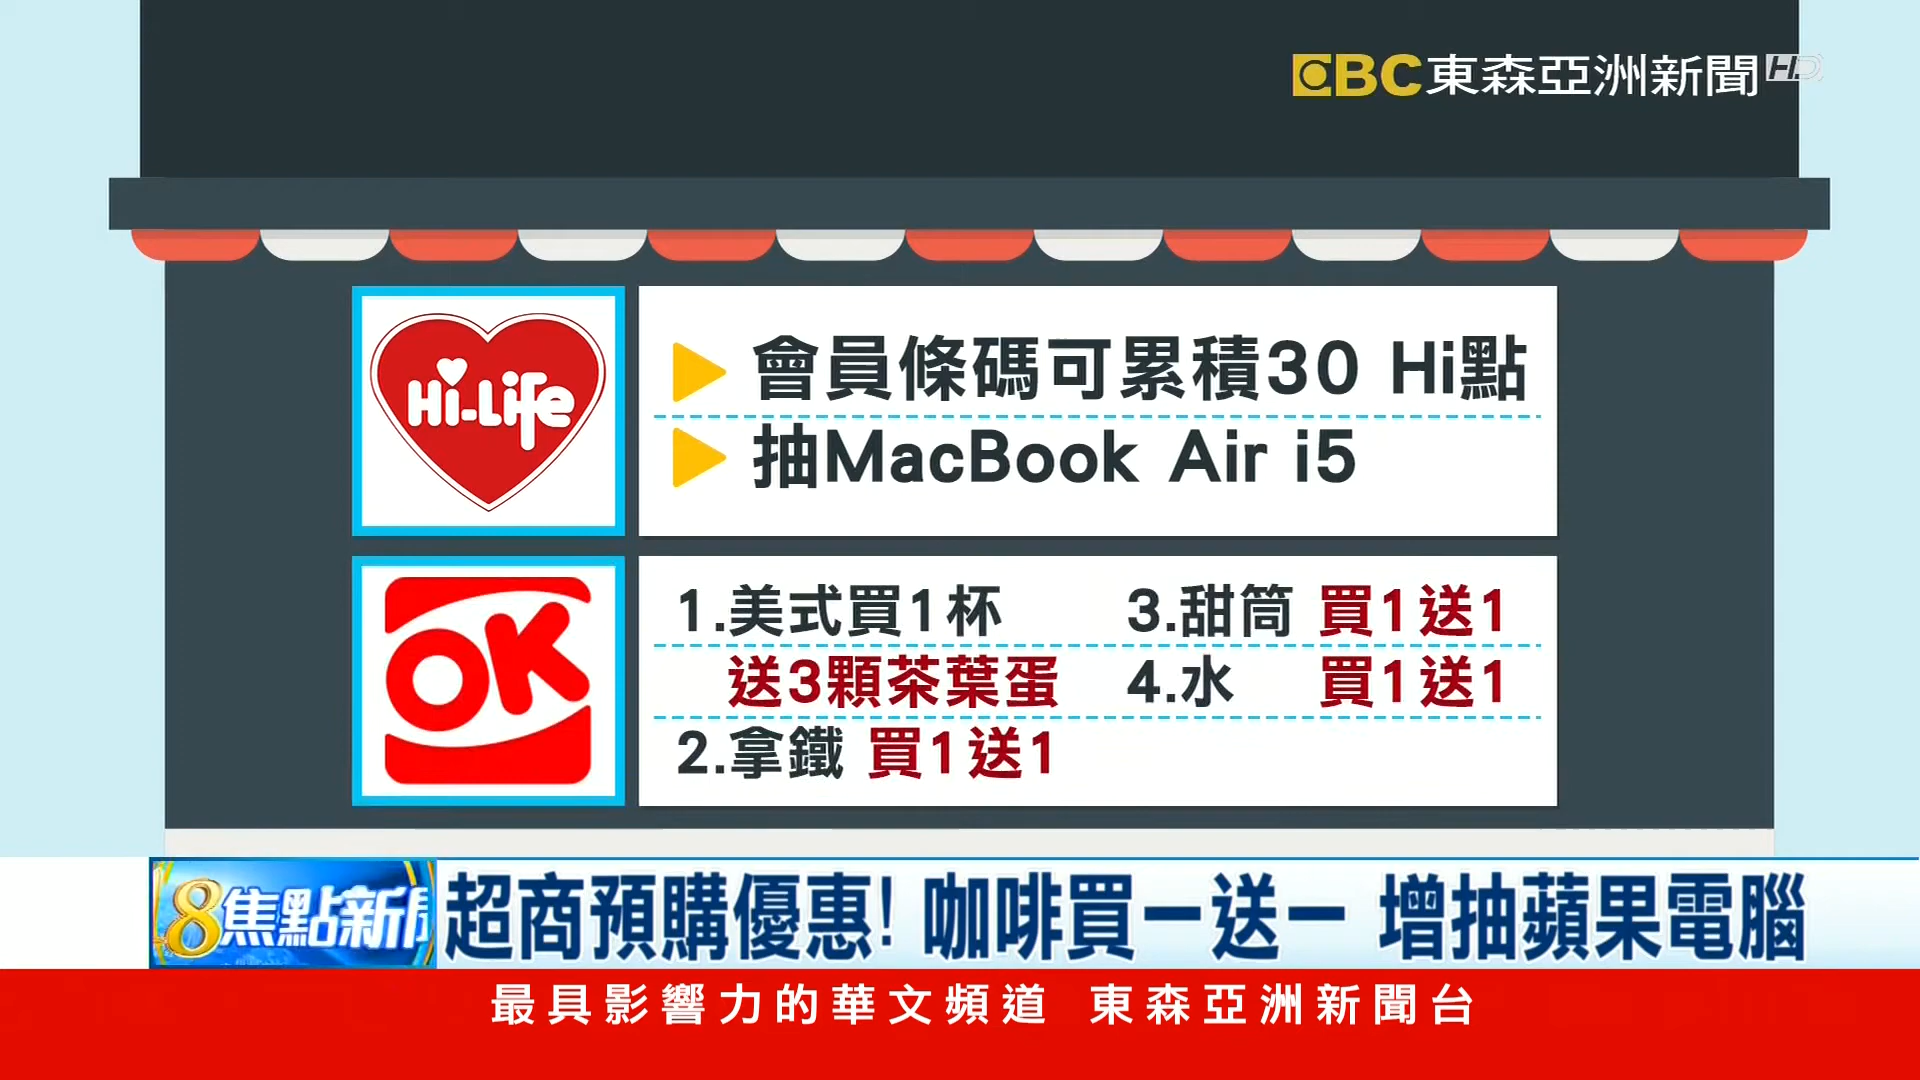 EBC東森亞洲新聞HD
Hi-Life
會員條碼可累積30 Hi點
抽MacBook Air i5
OK
1.美式買1杯
送3顆茶葉蛋
2.拿鐵 買1送1
3.甜筒 買1送1
4.水 買1送1
8焦點新聞
超商預購優惠! 咖啡買一送一 增抽蘋果電腦
最具影響力的華文頻道 東森亞洲新聞台